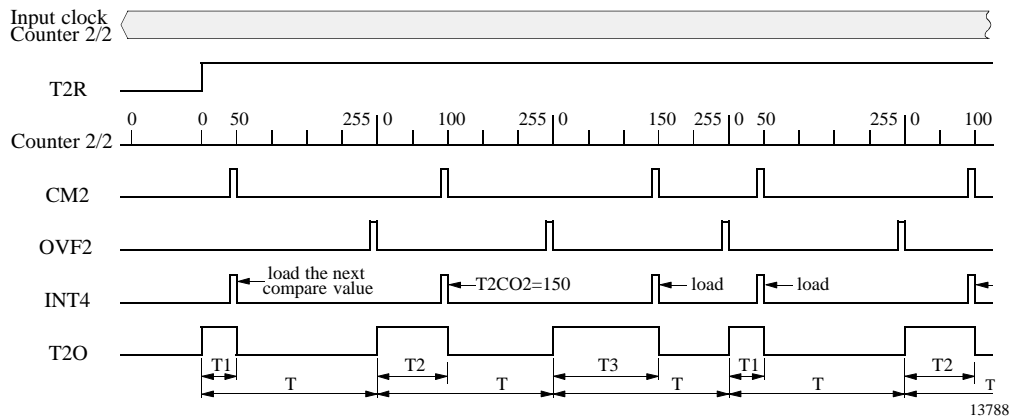 Input clock
Counter 2/2
T2R
0 0 50 255 0 100 255 0 150 255 0 50 255 0 100
Counter 2/2
CM2
OVF2
INT4
load the next
compare value
T2CO2=150
load
load
T2O
T1 T2 T3 T1 T2
T T T T T
13788